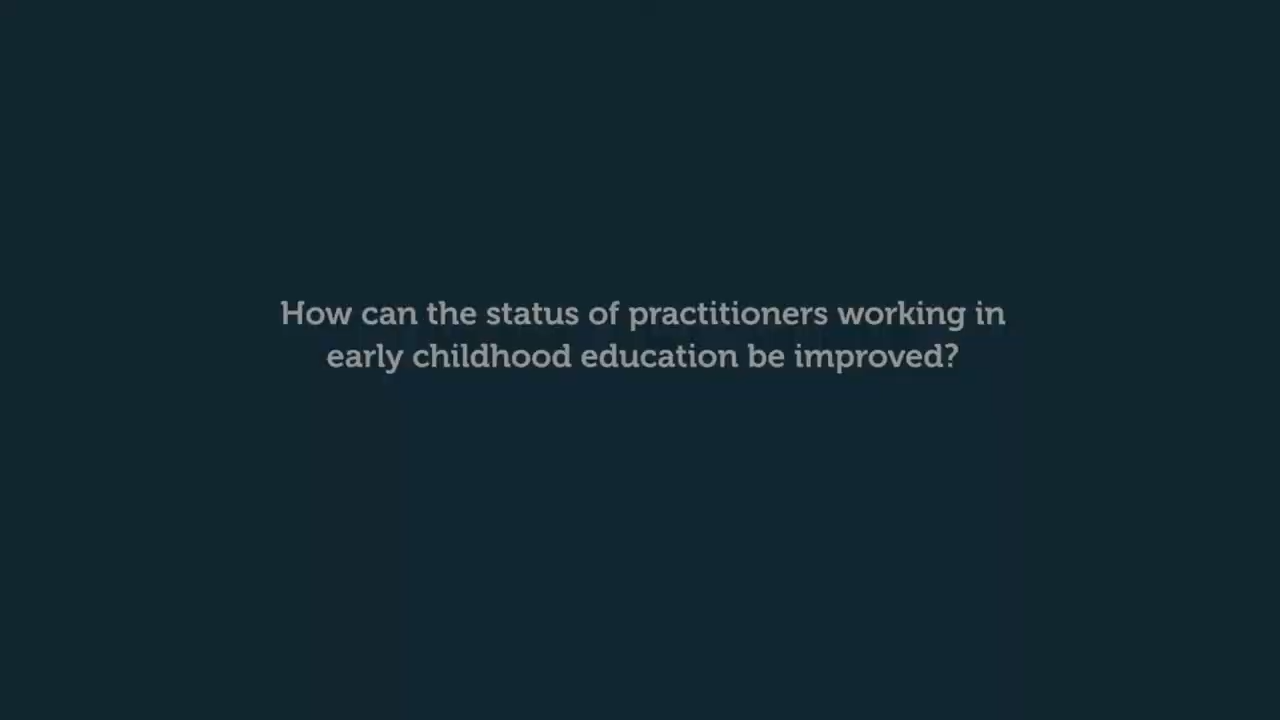 How can the status of practitioners working in
early childhood education be improved?